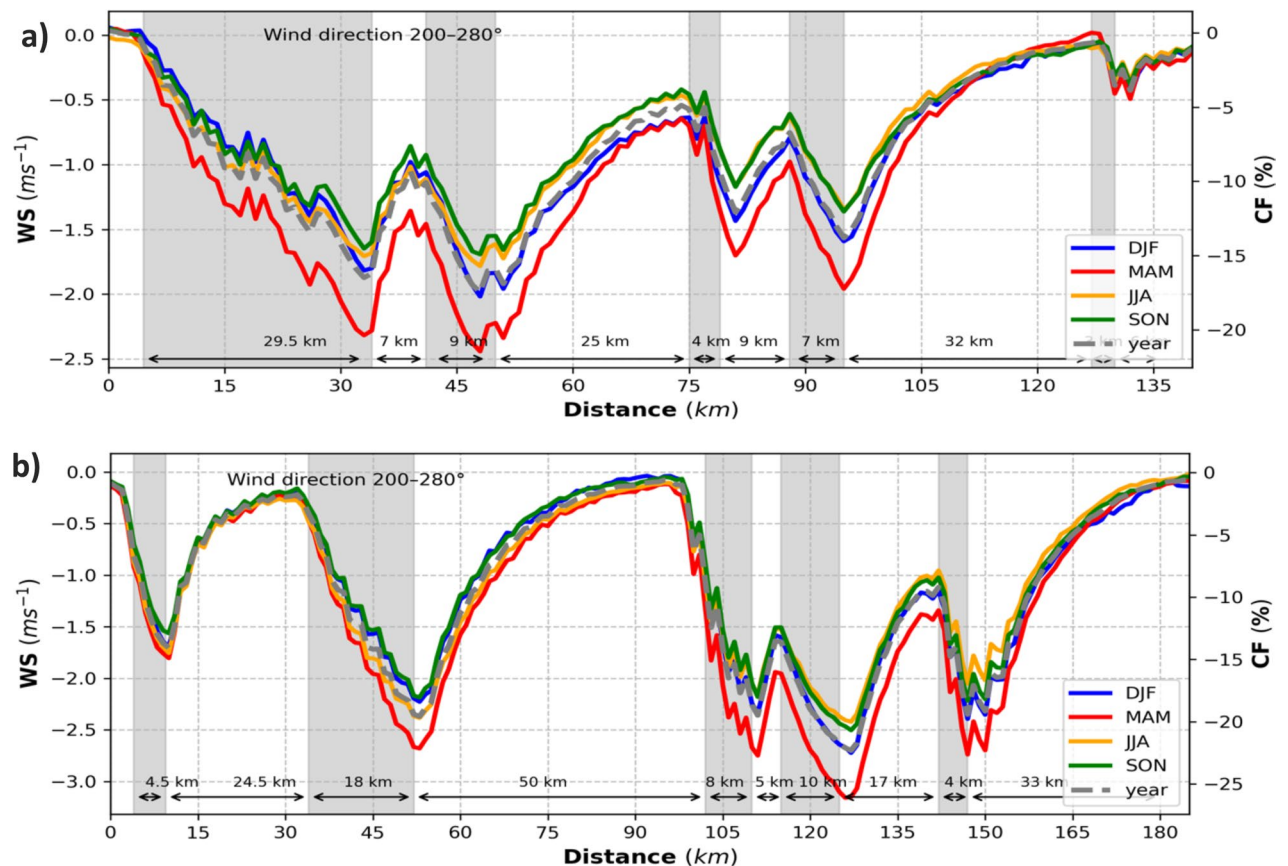 a)
Wind direction 200–280°
WS (ms⁻¹)
0.0
−0.5
−1.0
−1.5
−2.0
−2.5
CF (%)
0
−5
−10
−15
−20
29.5 km
7 km
9 km
25 km
4 km
9 km
7 km
32 km
DJF
MAM
JJA
SON
year
0 15 30 45 60 75 90 105 120 135
Distance (km)
b)
Wind direction 200–280°
WS (ms⁻¹)
0.0
−0.5
−1.0
−1.5
−2.0
−2.5
−3.0
CF (%)
0
−5
−10
−15
−20
−25
4.5 km
24.5 km
18 km
50 km
8 km
5 km
10 km
17 km
4 km
33 km
DJF
MAM
JJA
SON
year
0 15 30 45 60 75 90 105 120 135 150 165 180
Distance (km)